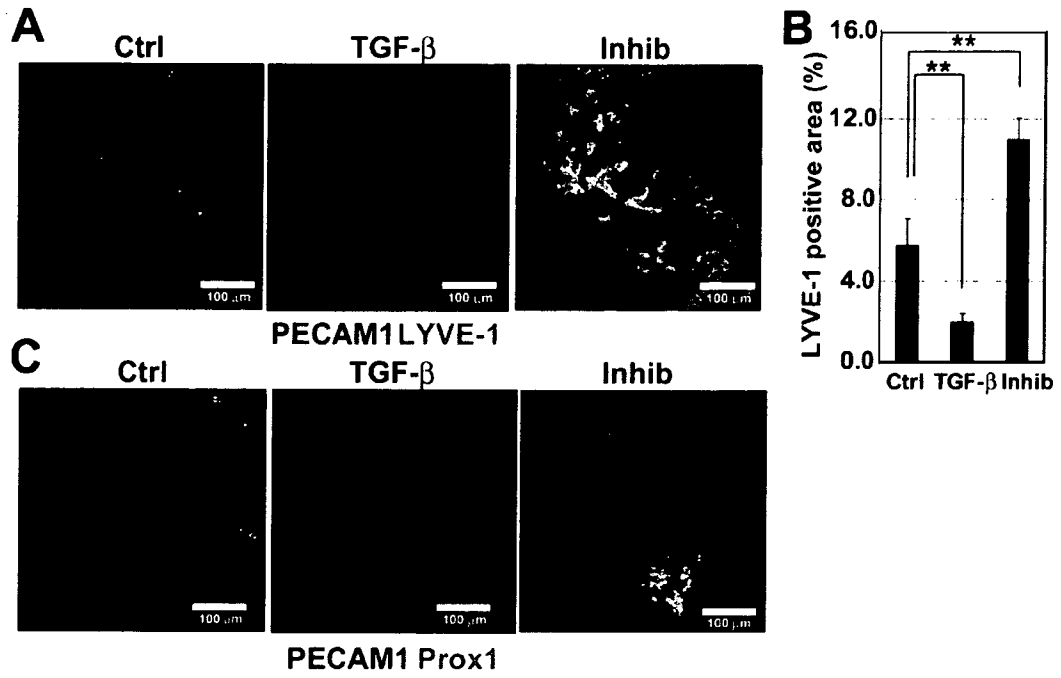 A
Ctrl TGF-β Inhib
100 μm 100 μm 100 μm
PECAM1 LYVE-1
B
LYVE-1 positive area (%)
16.0
12.0
8.0
4.0
0.0
**
**
Ctrl TGF-β Inhib
C
Ctrl TGF-β Inhib
100 μm 100 μm 100 μm
PECAM1 Prox1